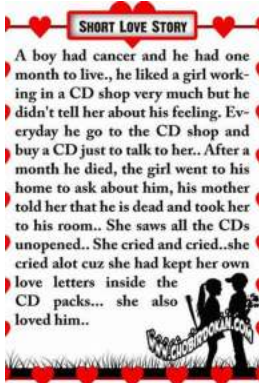 SHORT LOVE STORY
A boy had cancer and he had one
month to live., he liked a girl work-
ing in a CD shop very much but he
didn't tell her about his feeling. Ev-
eryday he go to the CD shop and
buy a CD just to talk to her.. After a
month he died, the girl went to his
home to ask about him, his mother
told her that he is dead and took her
to his room.. She saws all the CDs
unopened.. She cried and cried..she
cried alot cuz she had kept her own
love letters inside the
CD packs... she also
loved him..